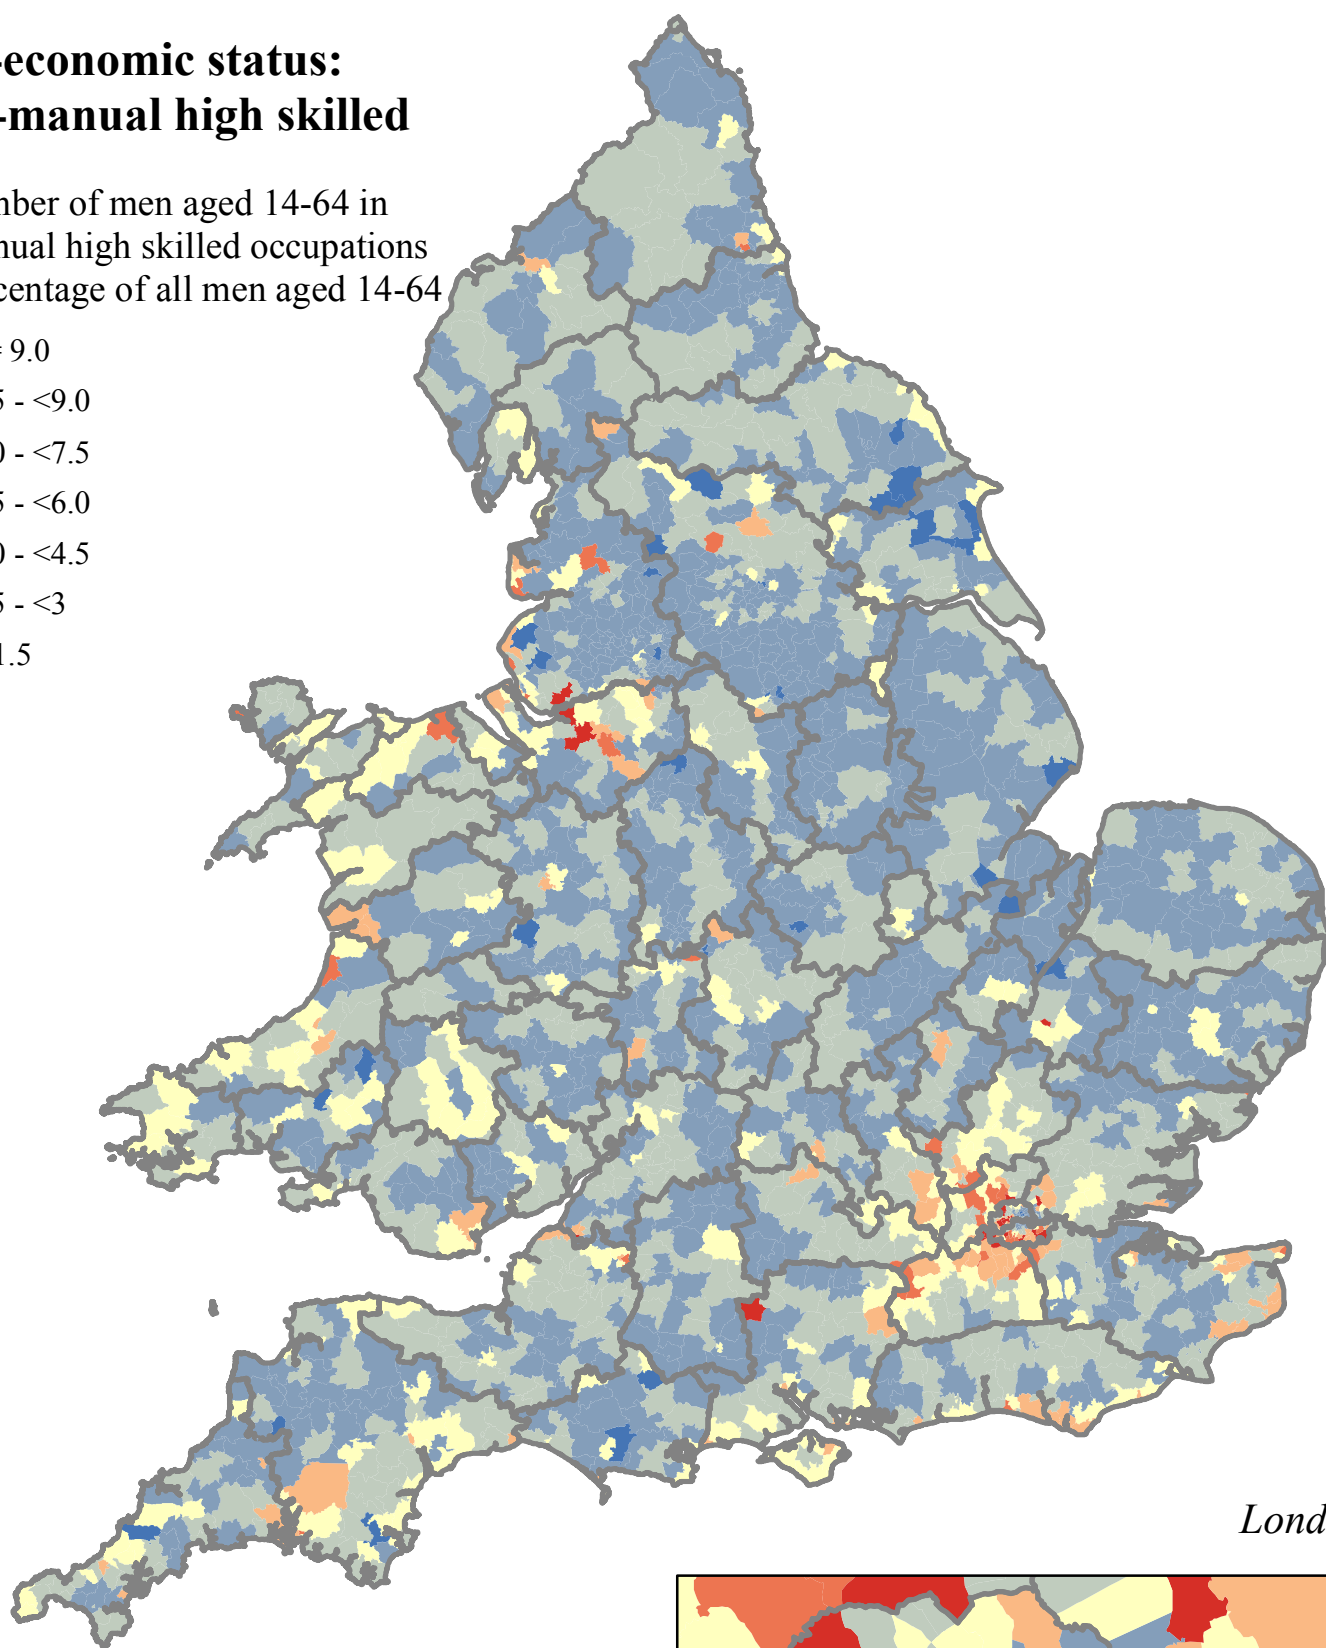 -economic status:
-manual high skilled
nber of men aged 14-64 in
nual high skilled occupations
centage of all men aged 14-64
= 9.0
5 - <9.0
0 - <7.5
5 - <6.0
0 - <4.5
5 - <3
1.5
Lond